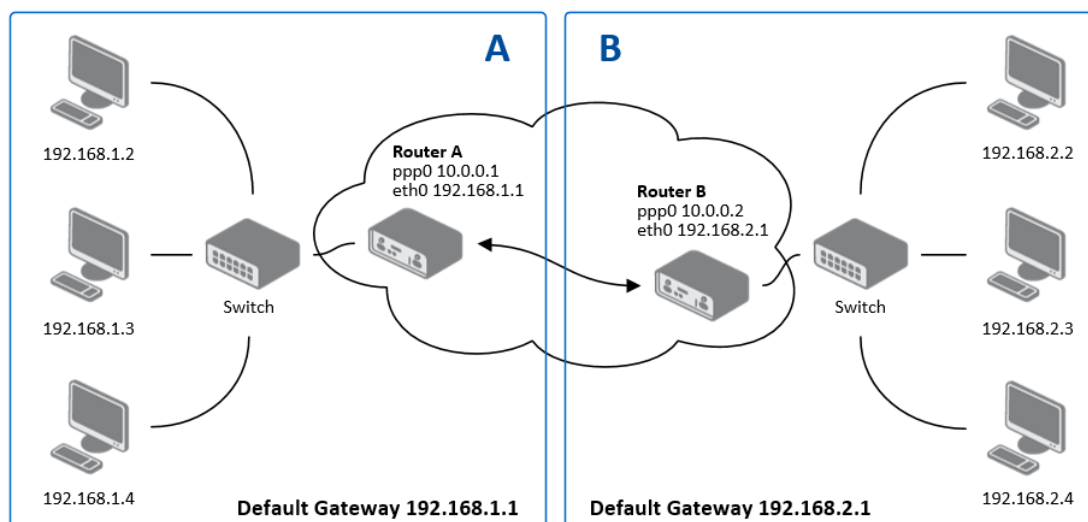 A
B
192.168.1.2
Router A
ppp0 10.0.0.1
eth0 192.168.1.1
192.168.2.2
Router B
ppp0 10.0.0.2
eth0 192.168.2.1
Switch
Switch
192.168.1.3
192.168.2.3
192.168.1.4
192.168.2.4
Default Gateway 192.168.1.1
Default Gateway 192.168.2.1